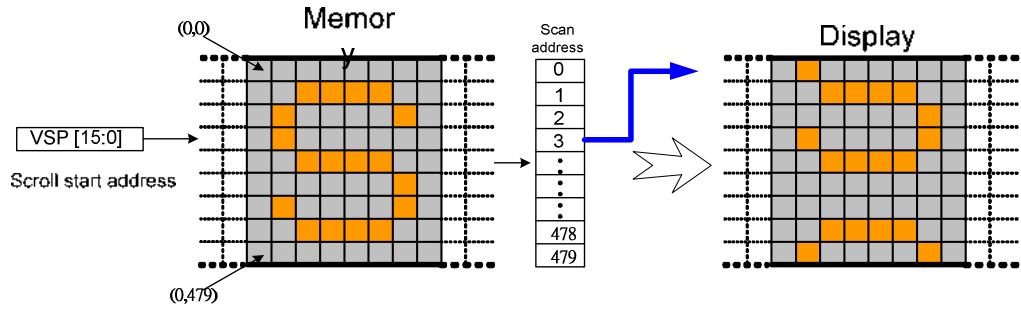 Memor
y
(0,0)
VSP [15:0]
Scroll start address
(0,479)
Scan
address
0
1
2
3
478
479
Display